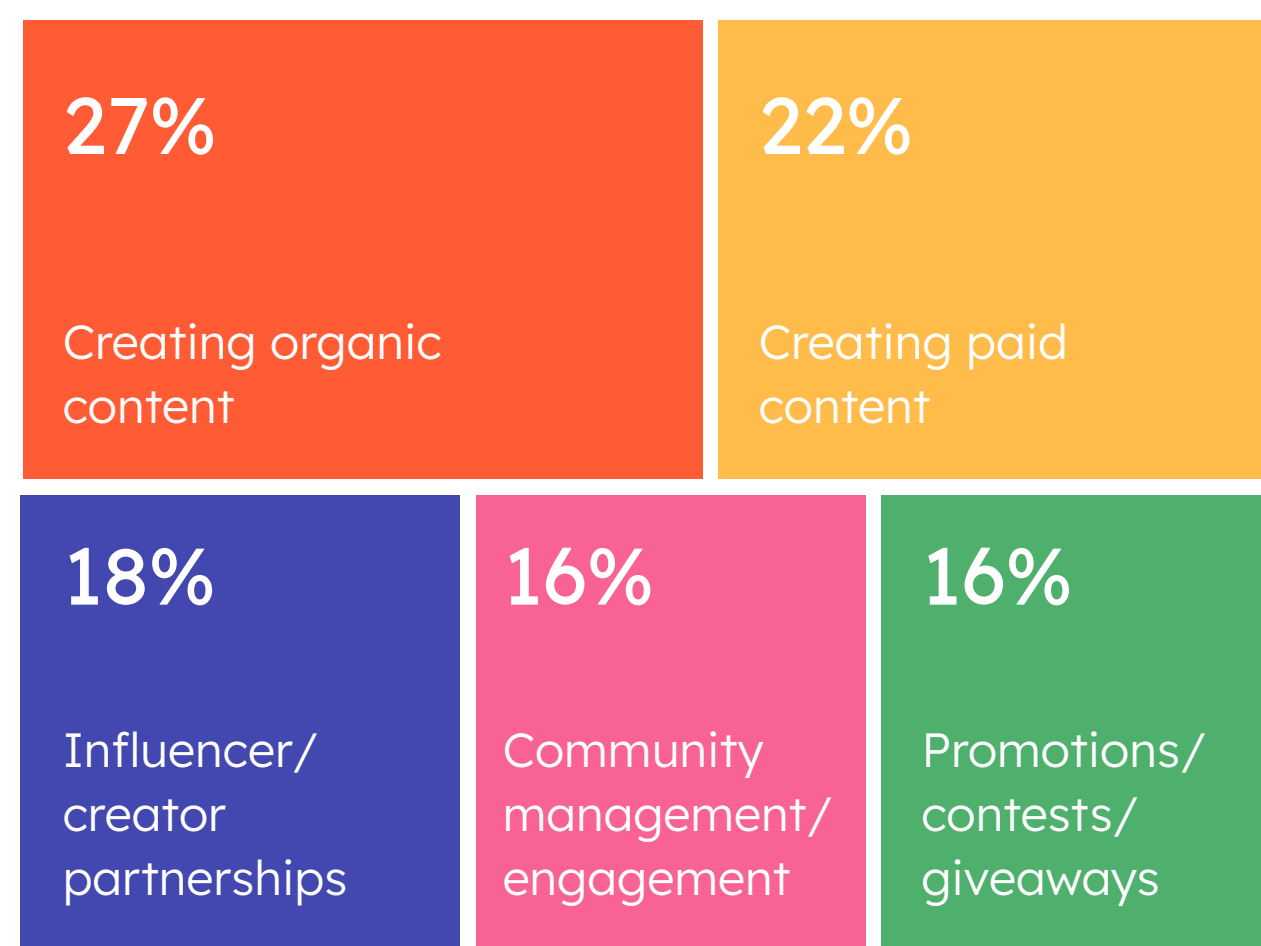 27%
Creating organic
content
22%
Creating paid
content
18%
Influencer/
creator
partnerships
16%
Community
management/
engagement
16%
Promotions/
contests/
giveaways